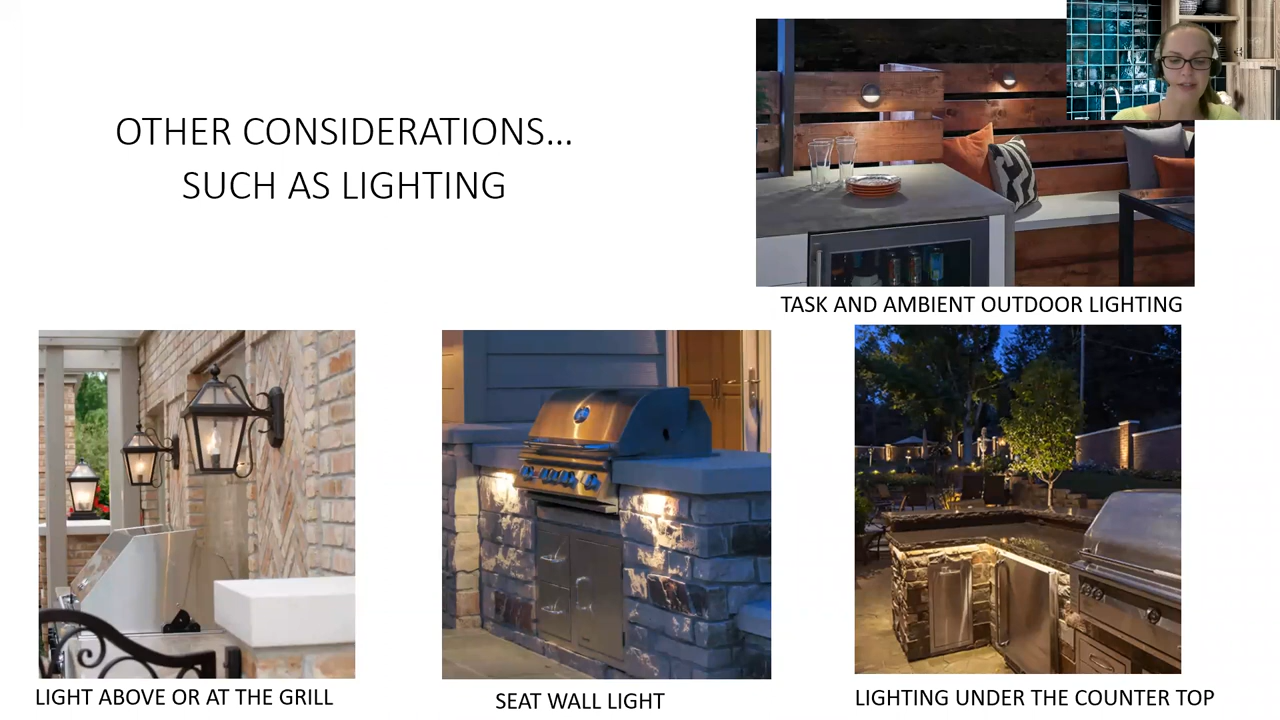 OTHER CONSIDERATIONS...
SUCH AS LIGHTING
TASK AND AMBIENT OUTDOOR LIGHTING
LIGHT ABOVE OR AT THE GRILL
SEAT WALL LIGHT
LIGHTING UNDER THE COUNTER TOP